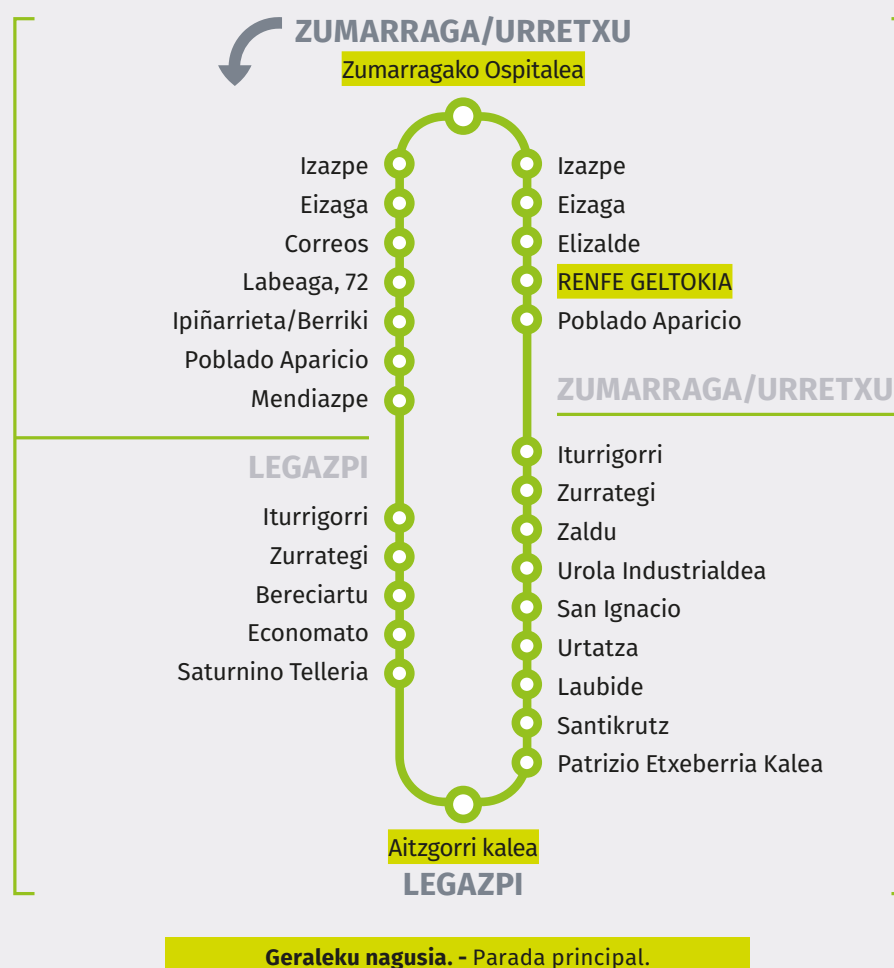 ZUMARRAGA/URRETXU
Zumarragako Ospitalea
Izazpe
Eizaga
Correos
Labeaga, 72
Ipiñarrieta/Berriki
Poblado Aparicio
Mendiazpe
LEGAZPI
Iturrigorri
Zurrategi
Bereciartu
Economato
Saturnino Telleria
Izazpe
Eizaga
Elizalde
RENFE GELTOKIA
Poblado Aparicio
ZUMARRAGA/URRETXU
Iturrigorri
Zurrategi
Zaldu
Urola Industrialdea
San Ignacio
Urtatza
Laubide
Santikrutz
Patrizio Etxeberria Kalea
Aitzgorri kalea
LEGAZPI
Geraleku nagusia. - Parada principal.